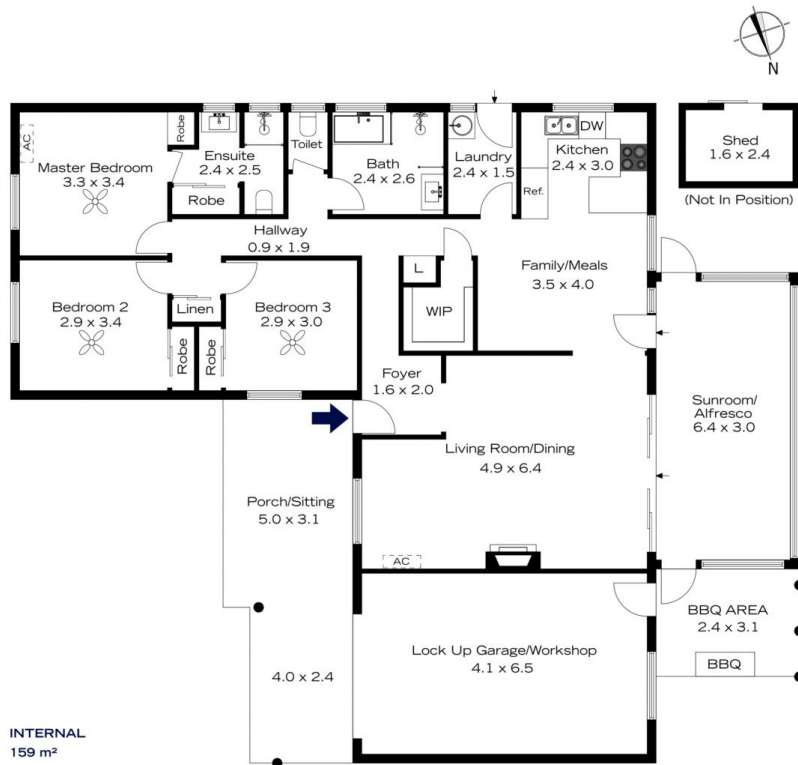 N
Robe
AC
Master Bedroom
3.3 x 3.4
Ensuite
2.4 x 2.5
Robe
Toilet
Bath
2.4 x 2.6
Laundry
2.4 x 1.5
DW
Kitchen
2.4 x 3.0
Ref.
Shed
1.6 x 2.4
(Not In Position)
Hallway
0.9 x 1.9
Family/Meals
3.5 x 4.0
L
WIP
Bedroom 2
2.9 x 3.4
Linen
Robe
Robe
Bedroom 3
2.9 x 3.0
Foyer
1.6 x 2.0
Sunroom/
Alfresco
6.4 x 3.0
Living Room/Dining
4.9 x 6.4
Porch/Sitting
5.0 x 3.1
AC
BBQ AREA
2.4 x 3.1
BBQ
Lock Up Garage/Workshop
4.1 x 6.5
4.0 x 2.4
INTERNAL
159 m²